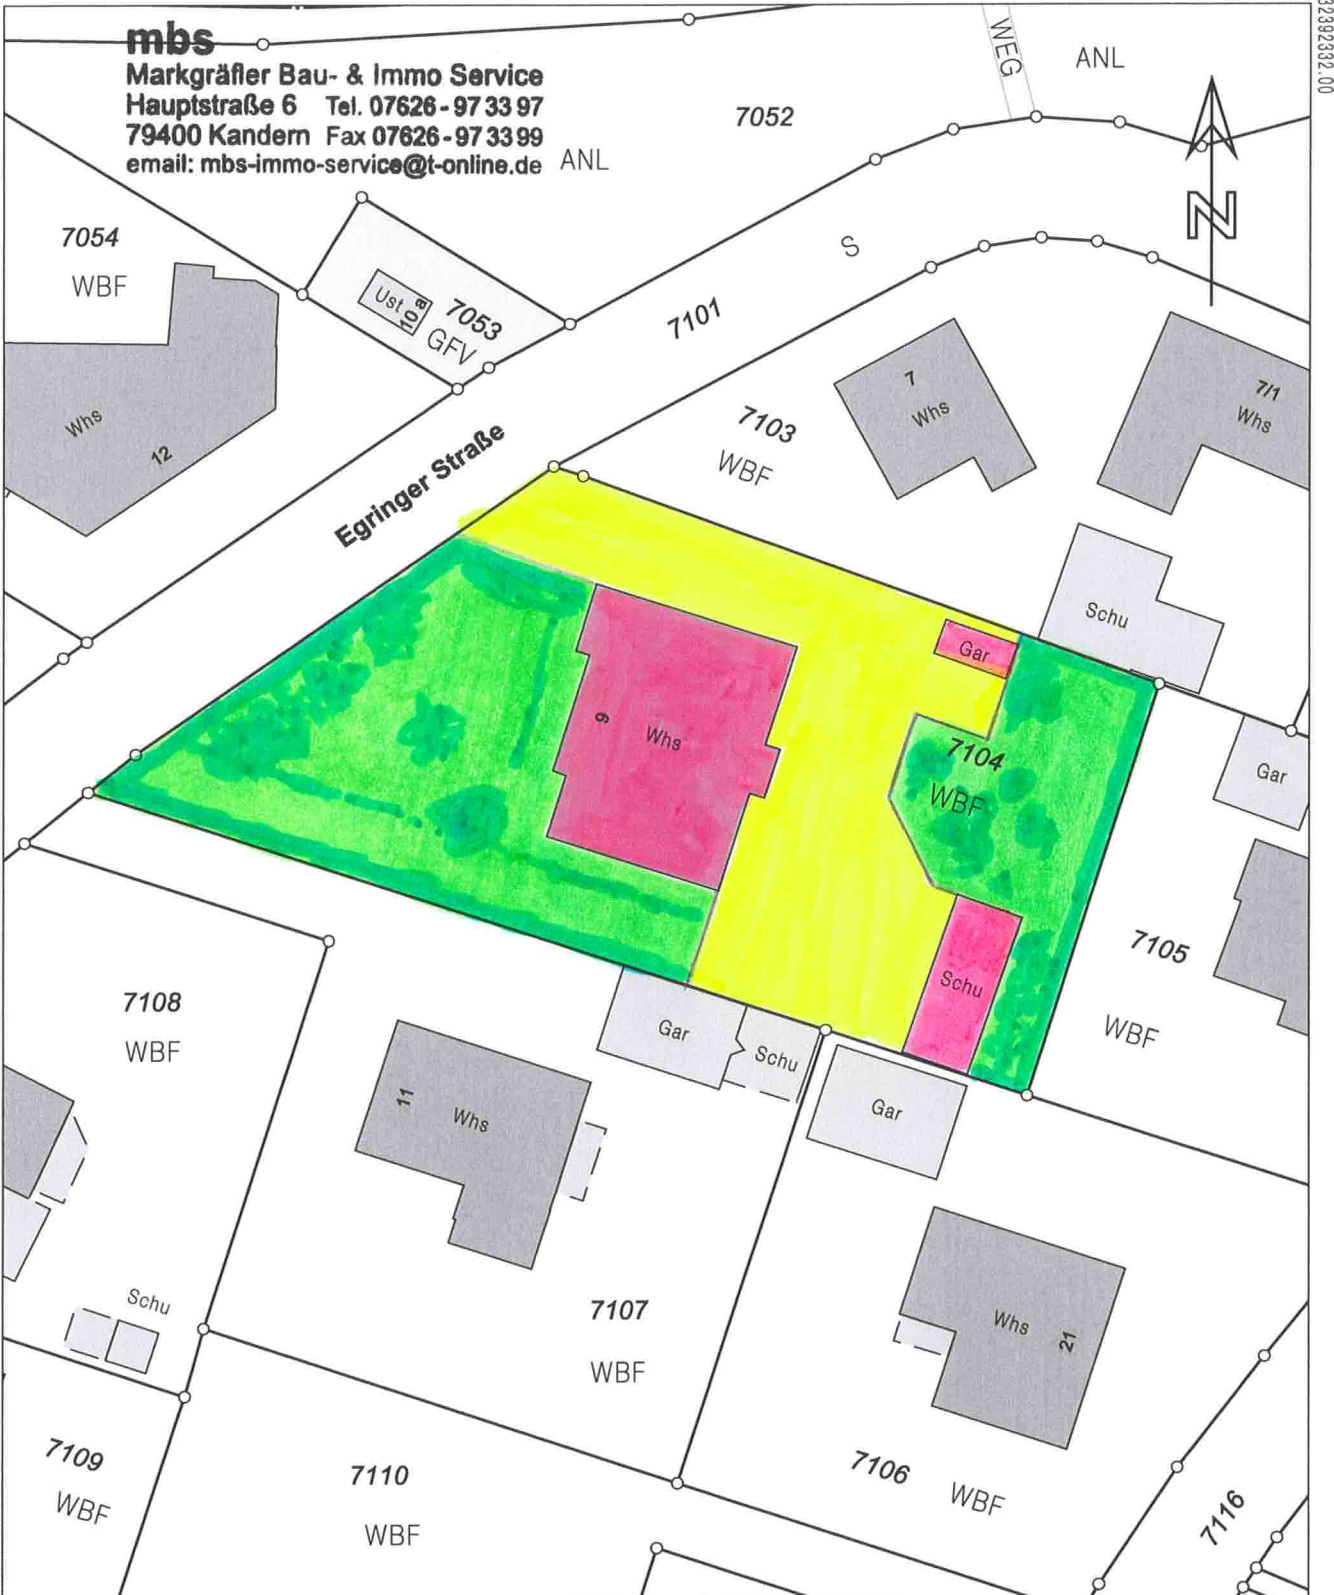 mbs
Markgräfler Bau- & Immo Service
Hauptstraße 6 Tel. 07626-97 33 97
79400 Kandern Fax 07626-97 33 99
email: mbs-immo-service@t-online.de
ANL
7052
WEG
ANL
32392332.00
N
7054
WBF
Whs
12
Ust
10a
7053
GFV
S
7101
Egringer Straße
7103
WBF
7
Whs
7/1
Whs
Schu
Gar
9
Whs
7104
WBF
Gar
Schu
7105
WBF
7108
WBF
Gar
Schu
Gar
11
Whs
Schu
7107
WBF
Whs
21
7109
WBF
7110
WBF
7106
WBF
7116